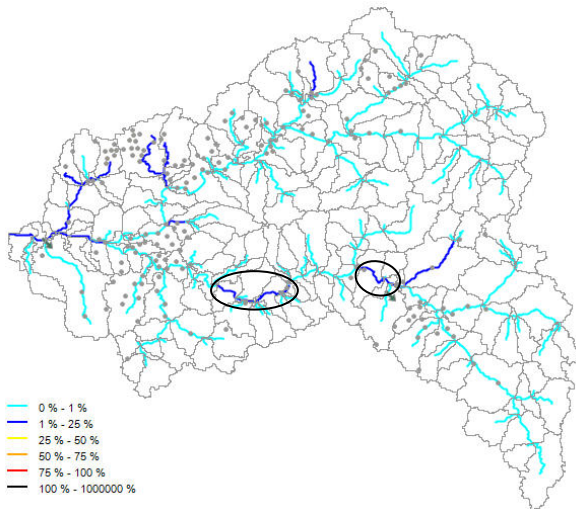 0 % - 1 %
1 % - 25 %
25 % - 50 %
50 % - 75 %
75 % - 100 %
100 % - 1000000 %